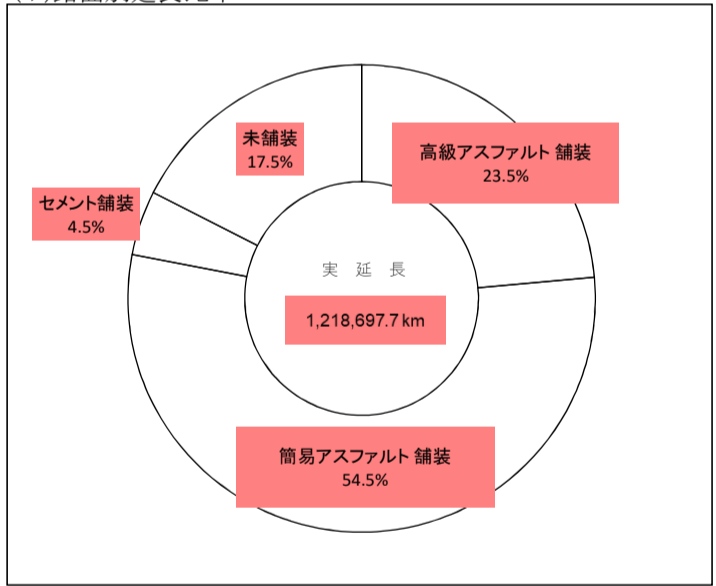 未舗装
17.5%
高級アスファルト 舗装
23.5%
セメント舗装
4.5%
実 延 長
1,218,697.7 km
簡易アスファルト 舗装
54.5%